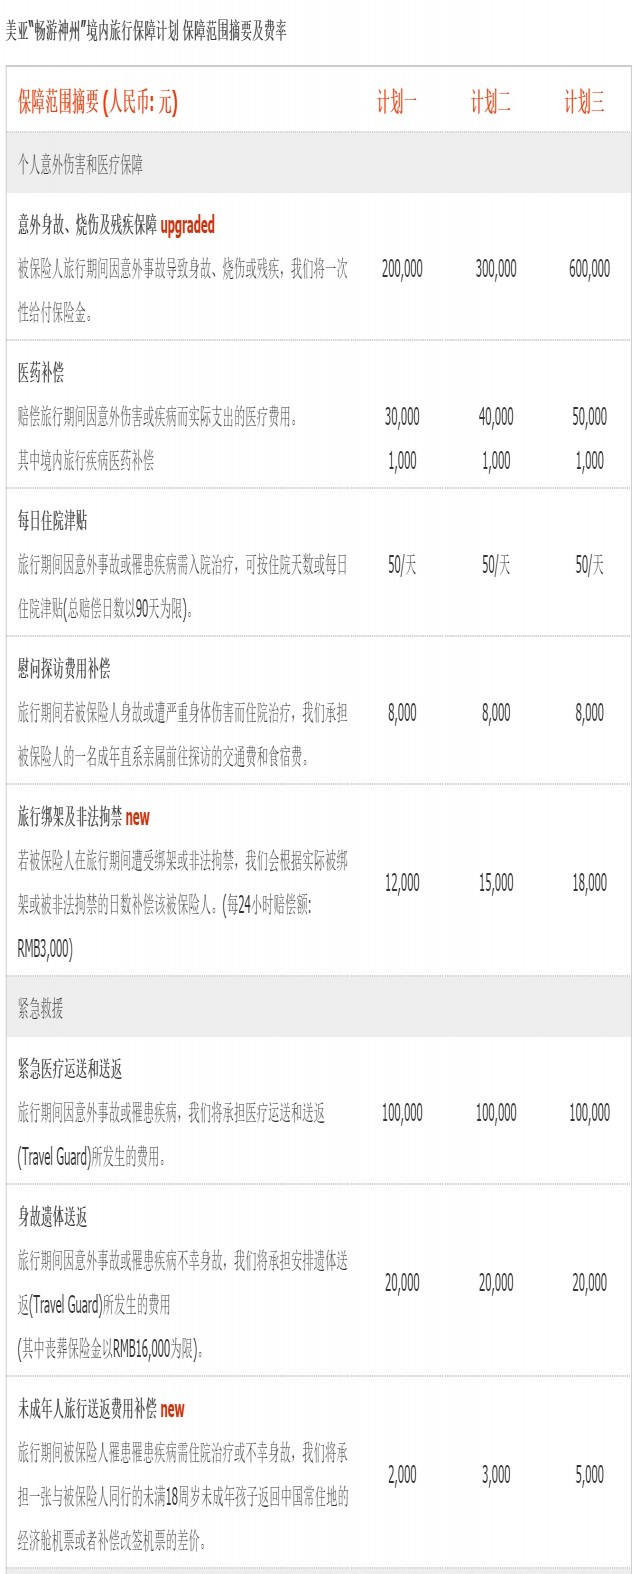 美亚“畅游神州”境内旅行保障计划 保障范围摘要及费率
保障范围摘要 (人民币: 元) 计划一 计划二 计划三
个人意外伤害和医疗保障
意外身故、烧伤及残疾保障 upgraded
被保险人旅行期间因意外事故导致身故、烧伤或残疾，我们将一次 200,000 300,000 600,000
性给付保险金。
医药补偿
赔偿旅行期间因意外伤害或疾病而实际支出的医疗费用。 30,000 40,000 50,000
其中境内旅行疾病医药补偿 1,000 1,000 1,000
每日住院津贴
旅行期间因意外事故或罹患疾病需入院治疗，可按住院天数或每日 50/天 50/天 50/天
住院津贴(总赔偿日数以90天为限)。
慰问探访费用补偿
旅行期间若被保险人身故或遭严重身体伤害而住院治疗，我们承担 8,000 8,000 8,000
被保险人的一名成年直系亲属前往探访的交通费和食宿费。
旅行绑架及非法拘禁 new
若被保险人在旅行期间遭受绑架或非法拘禁，我们会根据实际被绑
架或被非法拘禁的日数补偿该被保险人。(每24小时赔偿额: 12,000 15,000 18,000
RMB3,000)
紧急救援
紧急医疗运送和送返
旅行期间因意外事故或罹患疾病，我们将承担医疗运送和送返 100,000 100,000 100,000
(Travel Guard)所发生的费用。
身故遗体送返
旅行期间因意外事故或罹患疾病不幸身故，我们将承担安排遗体送 20,000 20,000 20,000
返(Travel Guard)所发生的费用
(其中丧葬保险金以RMB16,000为限)。
未成年人旅行送返费用补偿 new
旅行期间被保险人罹患罹患疾病需住院治疗或不幸身故，我们将承 2,000 3,000 5,000
担一张与被保险人同行的未满18周岁未成年孩子返回中国常住地的
经济舱机票或者补偿改签机票的差价。